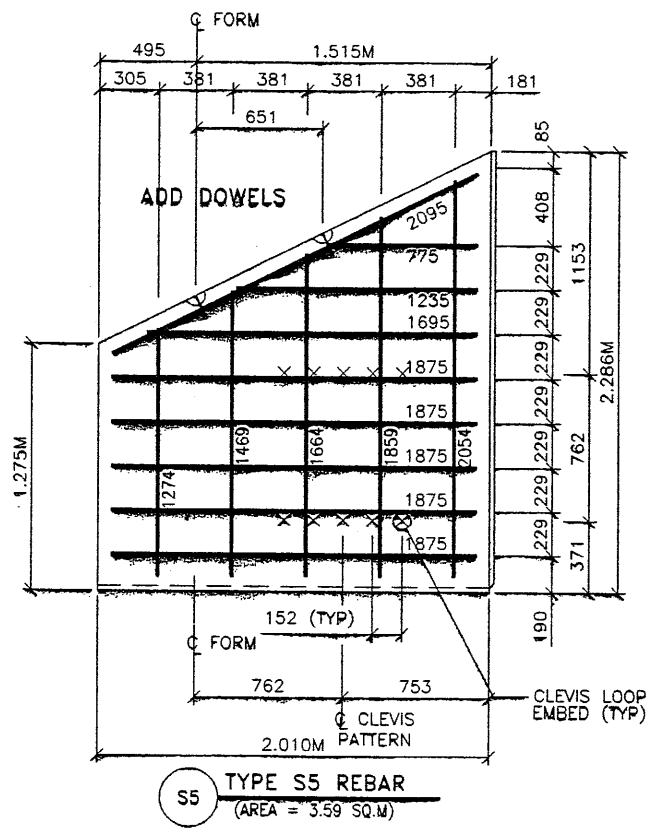 ℄ FORM
495
1.515M
305
381
381
381
381
181
651
85
ADD DOWELS
2095
408
775
1153
229
1235
229
1695
229
2.286M
1875
229
1875
1.275M
1274
1469
1664
1859
2054
229
762
1875
229
1875
229
1875
371
152 (TYP)
190
℄ FORM
762
753
CLEVIS LOOP
EMBED (TYP)
℄ CLEVIS
PATTERN
2.010M
S5
TYPE S5 REBAR
(AREA = 3.59 SQ.M)